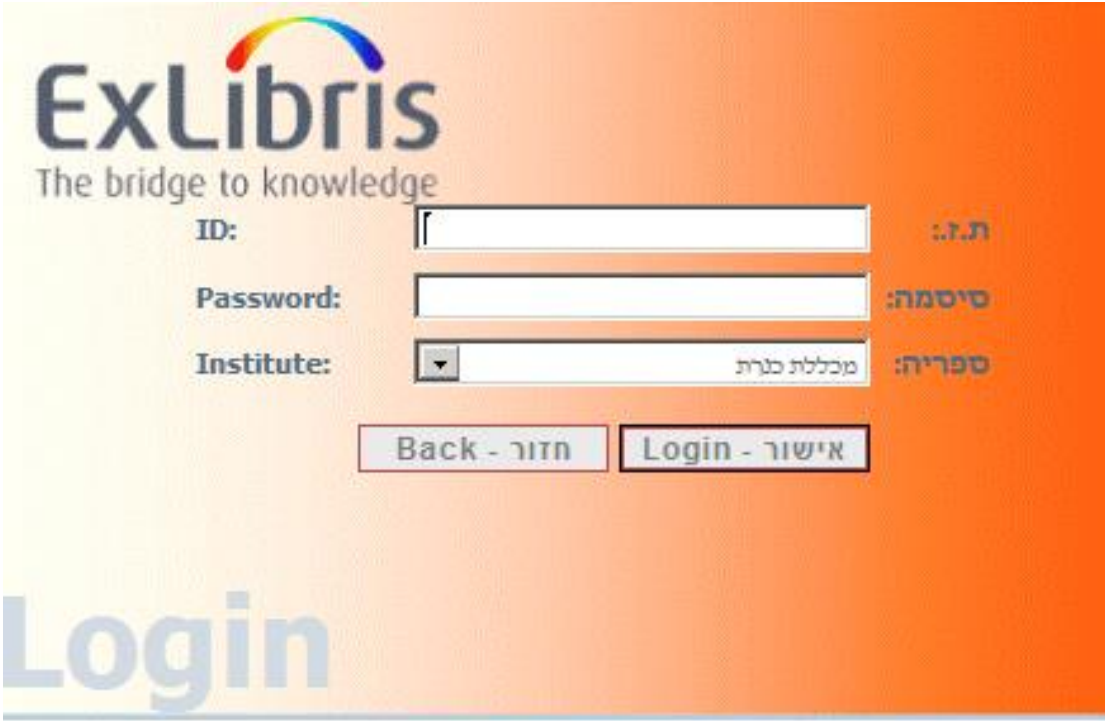 ExLibris
The bridge to knowledge
ID: ת.ז.:
Password: סיסמה:
Institute: מכללת כנרת ספריה:
Back - חזור Login - אישור
Login